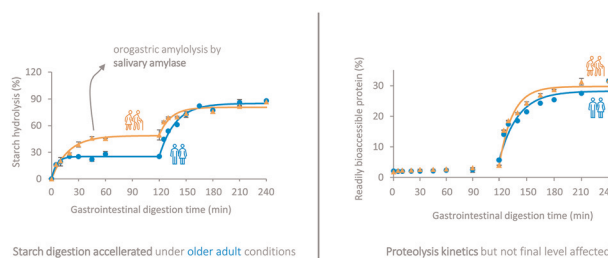 orogastric amylolysis by
salivary amylase
Starch hydrolysis (%)
120
90
60
30
0
0 30 60 90 120 150 180 210 240
Gastrointestinal digestion time (min)
Starch digestion accellerated under older adult conditions
Readily bioaccessible protein (%)
30
20
10
0
0 30 60 90 120 150 180 210 240
Gastrointestinal digestion time (min)
Proteolysis kinetics but not final level affected